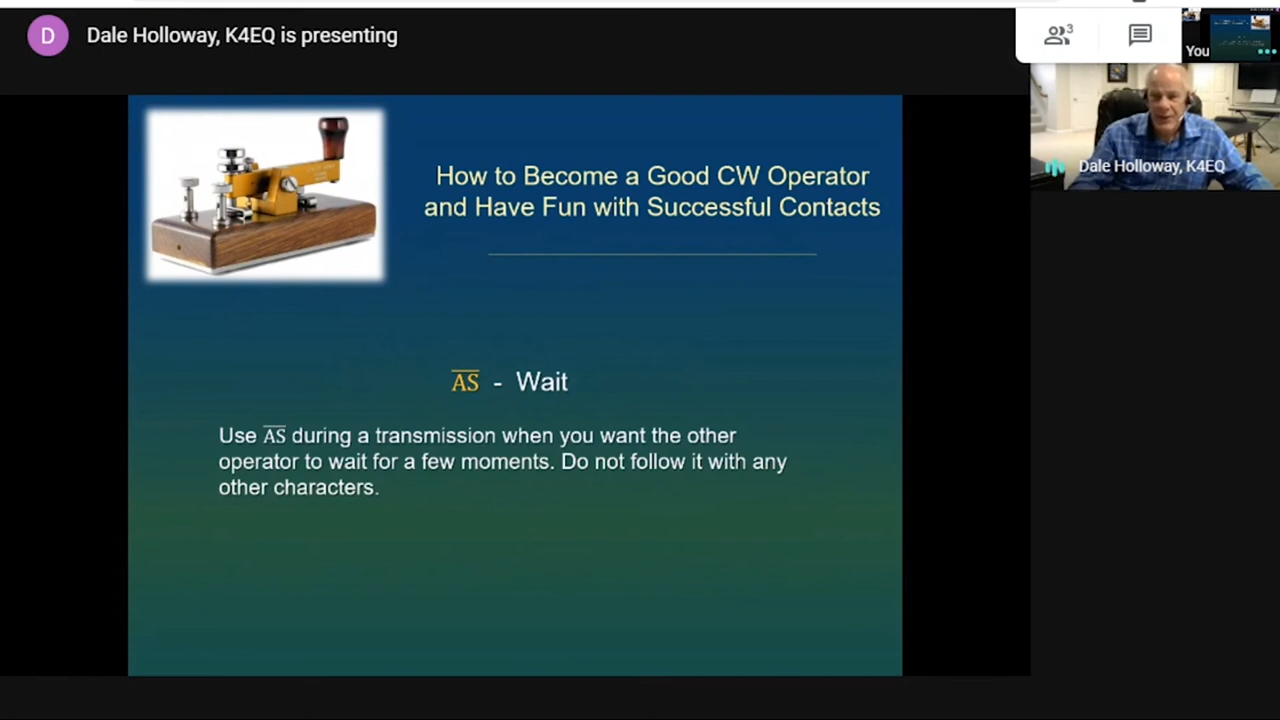 Dale Holloway, K4EQ is presenting
3
You
Dale Holloway, K4EQ
How to Become a Good CW Operator
and Have Fun with Successful Contacts
A̅S̅ - Wait
Use A̅S̅ during a transmission when you want the other
operator to wait for a few moments. Do not follow it with any
other characters.